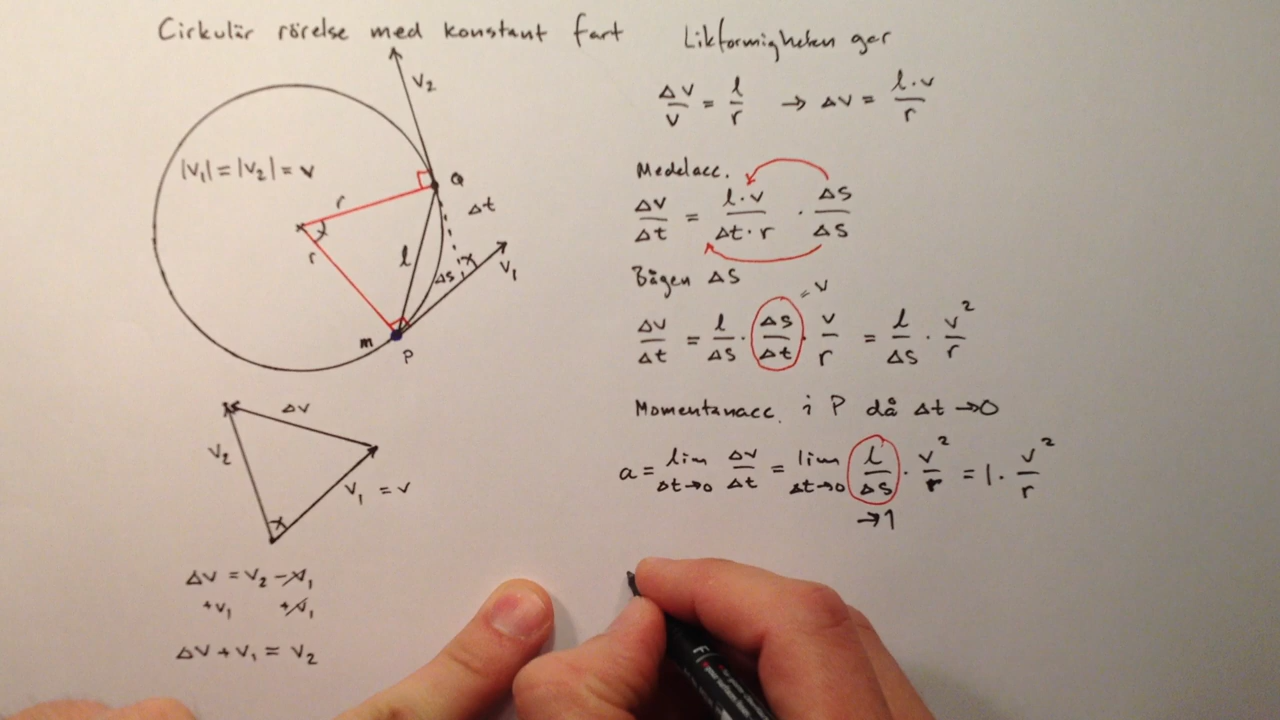 Cirkulär rörelse med konstant fart
V₂
|V₁| = |V₂| = v
Q
r
Δt
r
l
Δs
x
V₁
m
P
Δv
V₂
V₁ = v
x
Δv = V₂ - V₁
+V₁ +V₁
Δv + V₁ = V₂
Likformigheten ger
Δv/v = l/r → Δv = l·v/r
Medelacc.
Δv/Δt = l·v/Δt·r · Δs/Δs
Bågen Δs
= v
Δv/Δt = l/Δs · Δs/Δt · v/r = l/Δs · v²/r
Momentanacc. i P då Δt → 0
a = lim Δt→0 Δv/Δt = lim Δt→0 l/Δs · v²/r = 1 · v²/r
→ 1
F